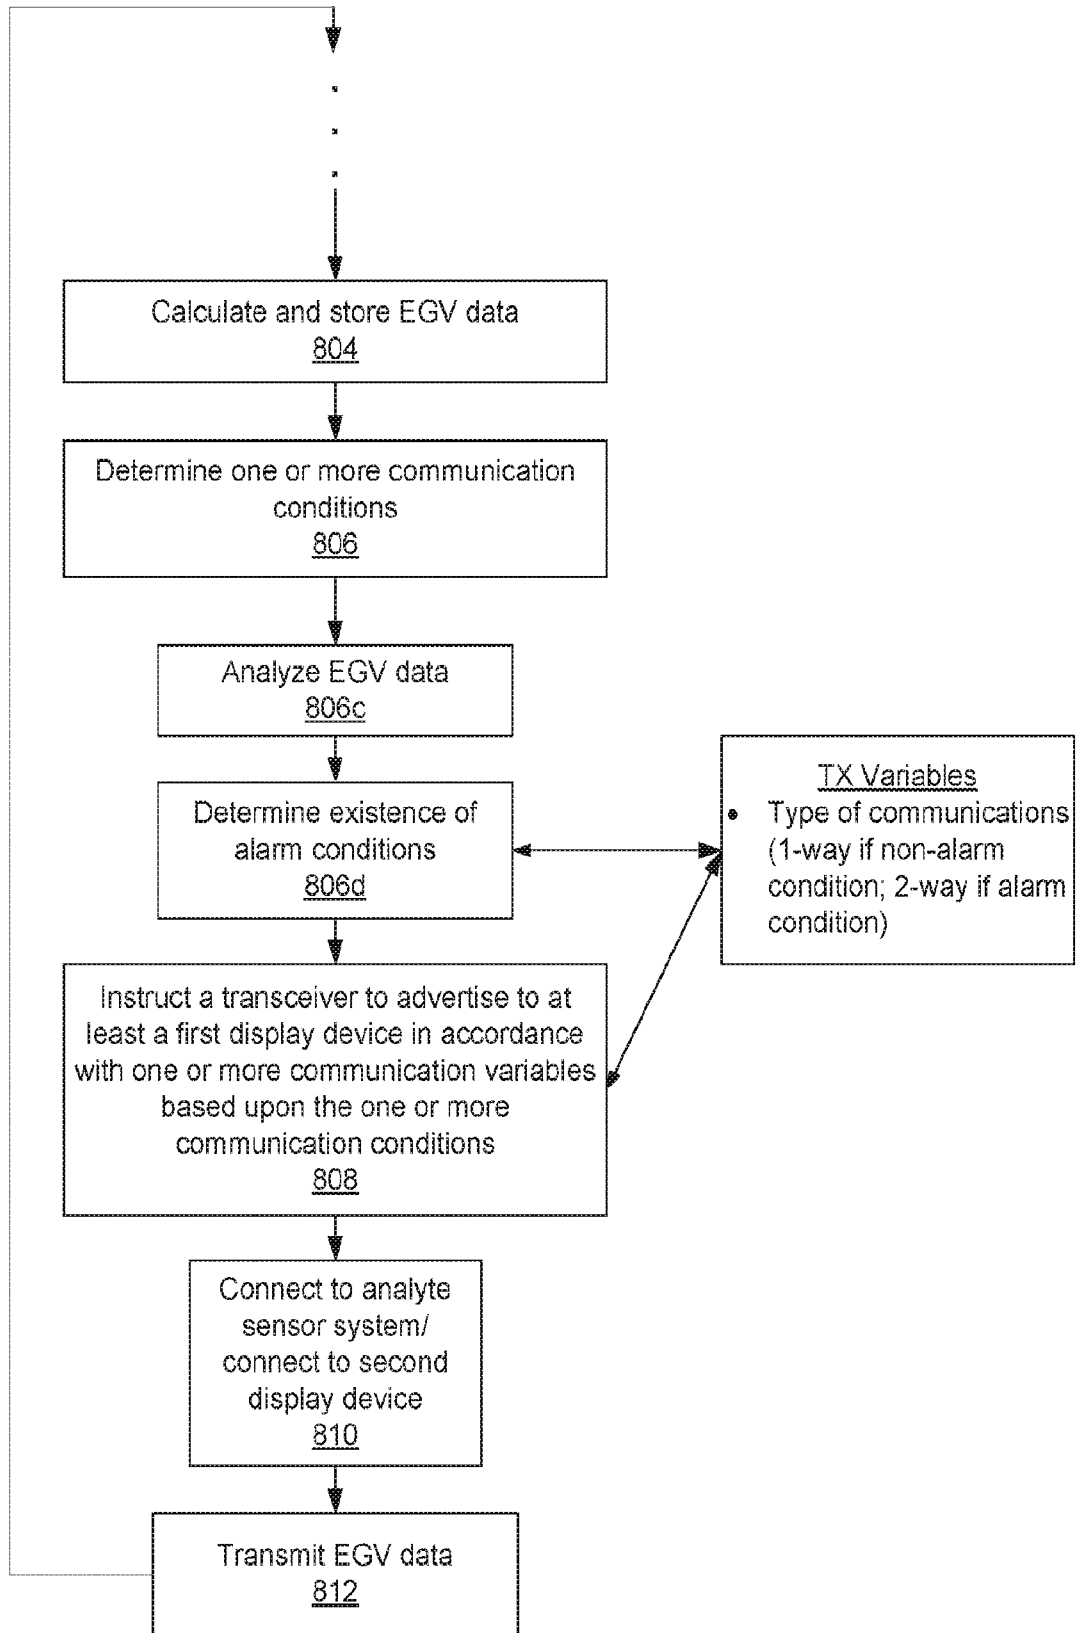 Calculate and store EGV data
804
Determine one or more communication
conditions
806
Analyze EGV data
806c
Determine existence of
alarm conditions
806d
TX Variables
• Type of communications
(1-way if non-alarm
condition; 2-way if alarm
condition)
Instruct a transceiver to advertise to at
least a first display device in accordance
with one or more communication variables
based upon the one or more
communication conditions
808
Connect to analyte
sensor system/
connect to second
display device
810
Transmit EGV data
812